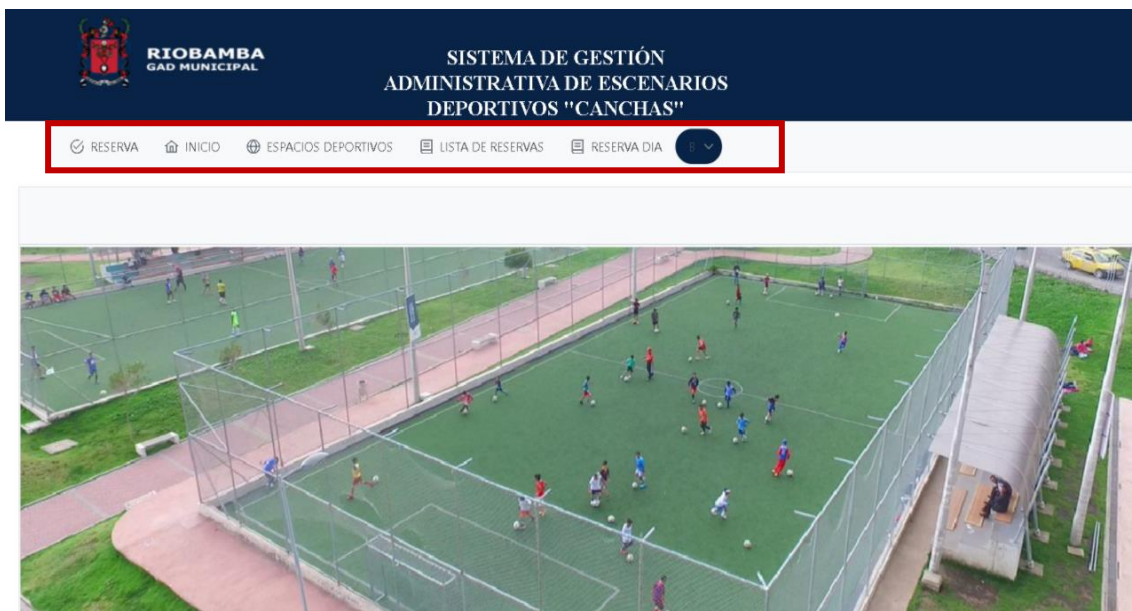 RIOBAMBA
GAD MUNICIPAL
SISTEMA DE GESTIÓN
ADMINISTRATIVA DE ESCENARIOS
DEPORTIVOS "CANCHAS"
RESERVA INICIO ESPACIOS DEPORTIVOS LISTA DE RESERVAS RESERVA DIA B